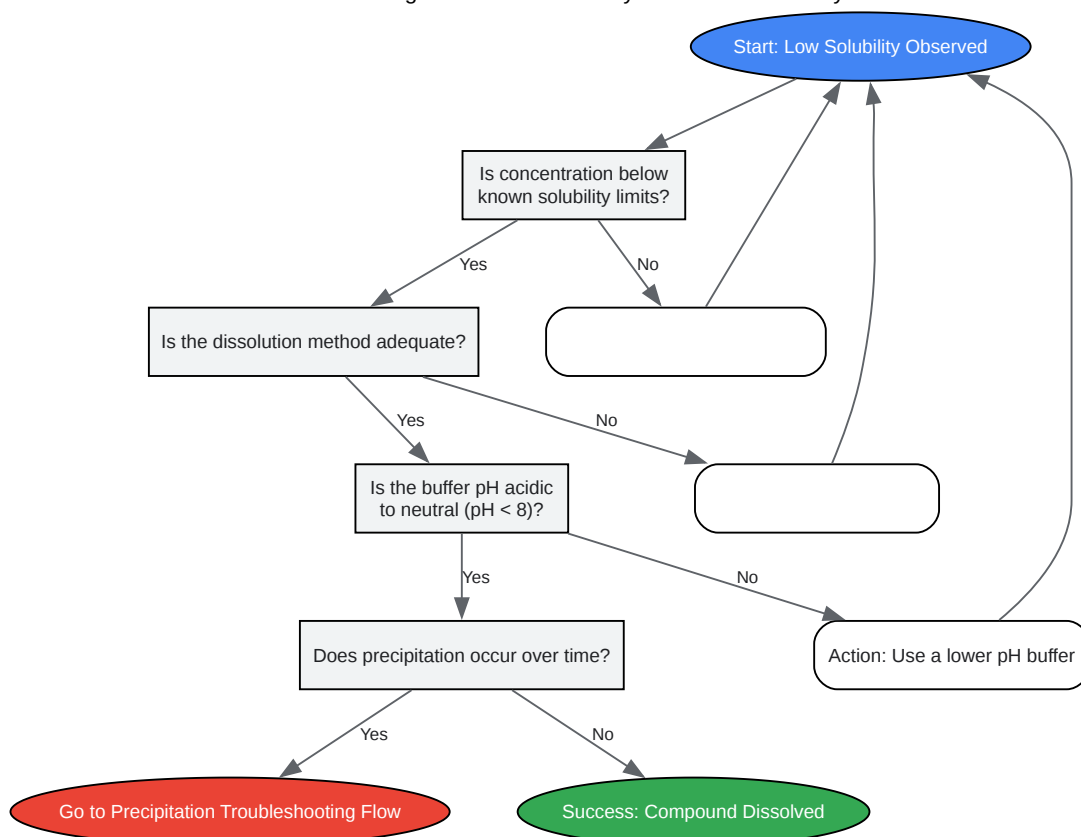 Start: Low Solubility Observed
Is concentration below
known solubility limits?
Yes
No
Is the dissolution method adequate?
Yes
No
Is the buffer pH acidic
to neutral (pH < 8)?
Yes
No
Does precipitation occur over time?
Action: Use a lower pH buffer
Yes
No
Go to Precipitation Troubleshooting Flow
Success: Compound Dissolved